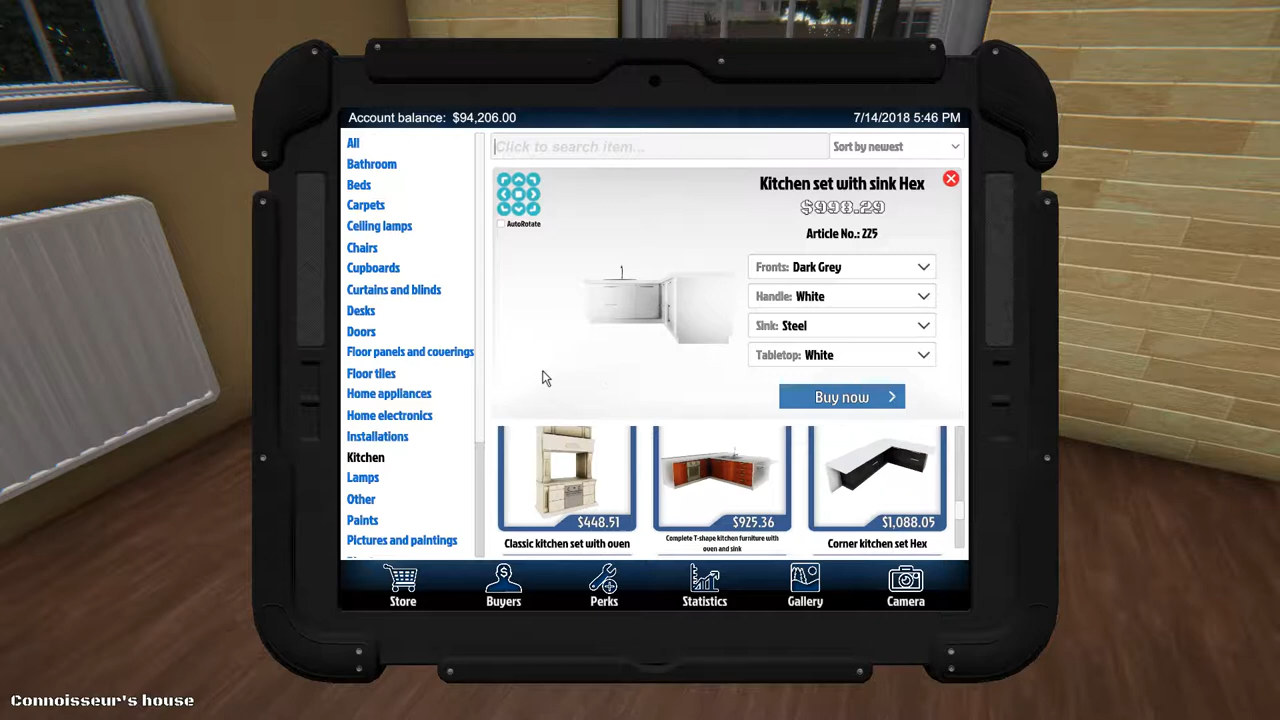 Account balance: $94,206.00
7/14/2018 5:46 PM
All
Bathroom
Beds
Carpets
Ceiling lamps
Chairs
Cupboards
Curtains and blinds
Desks
Doors
Floor panels and coverings
Floor tiles
Home appliances
Home electronics
Installations
Kitchen
Lamps
Other
Paints
Pictures and paintings
Click to search item...
Sort by newest
AutoRotate
Kitchen set with sink Hex
$998.29
Article No.: 225
Fronts: Dark Grey
Handle: White
Sink: Steel
Tabletop: White
Buy now
$448.51
Classic kitchen set with oven
$925.36
Complete T-shape kitchen furniture with
oven and sink
$1,088.05
Corner kitchen set Hex
Store
Buyers
Perks
Statistics
Gallery
Camera
Connoisseur's house